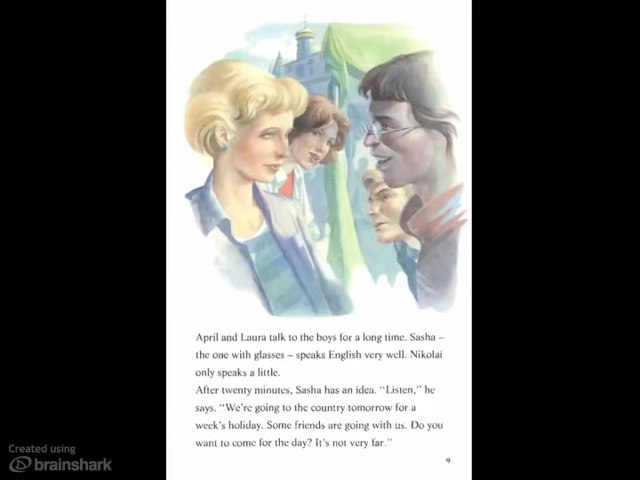 April and Laura talk to the boys for a long time. Sasha –
the one with glasses – speaks English very well. Nikolai
only speaks a little.
After twenty minutes, Sasha has an idea. "Listen," he
says. "We're going to the country tomorrow for a
week's holiday. Some friends are going with us. Do you
want to come for the day? It's not very far."
9
Created using
brainshark